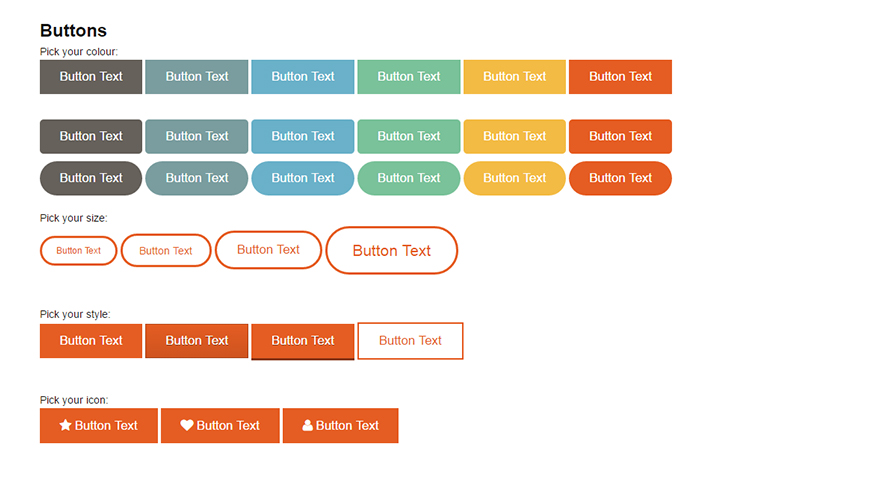 Buttons
Pick your colour:
Button Text Button Text Button Text Button Text Button Text Button Text
Button Text Button Text Button Text Button Text Button Text Button Text
Button Text Button Text Button Text Button Text Button Text Button Text
Pick your size:
Button Text Button Text Button Text Button Text
Pick your style:
Button Text Button Text Button Text Button Text
Pick your icon:
Button Text Button Text Button Text